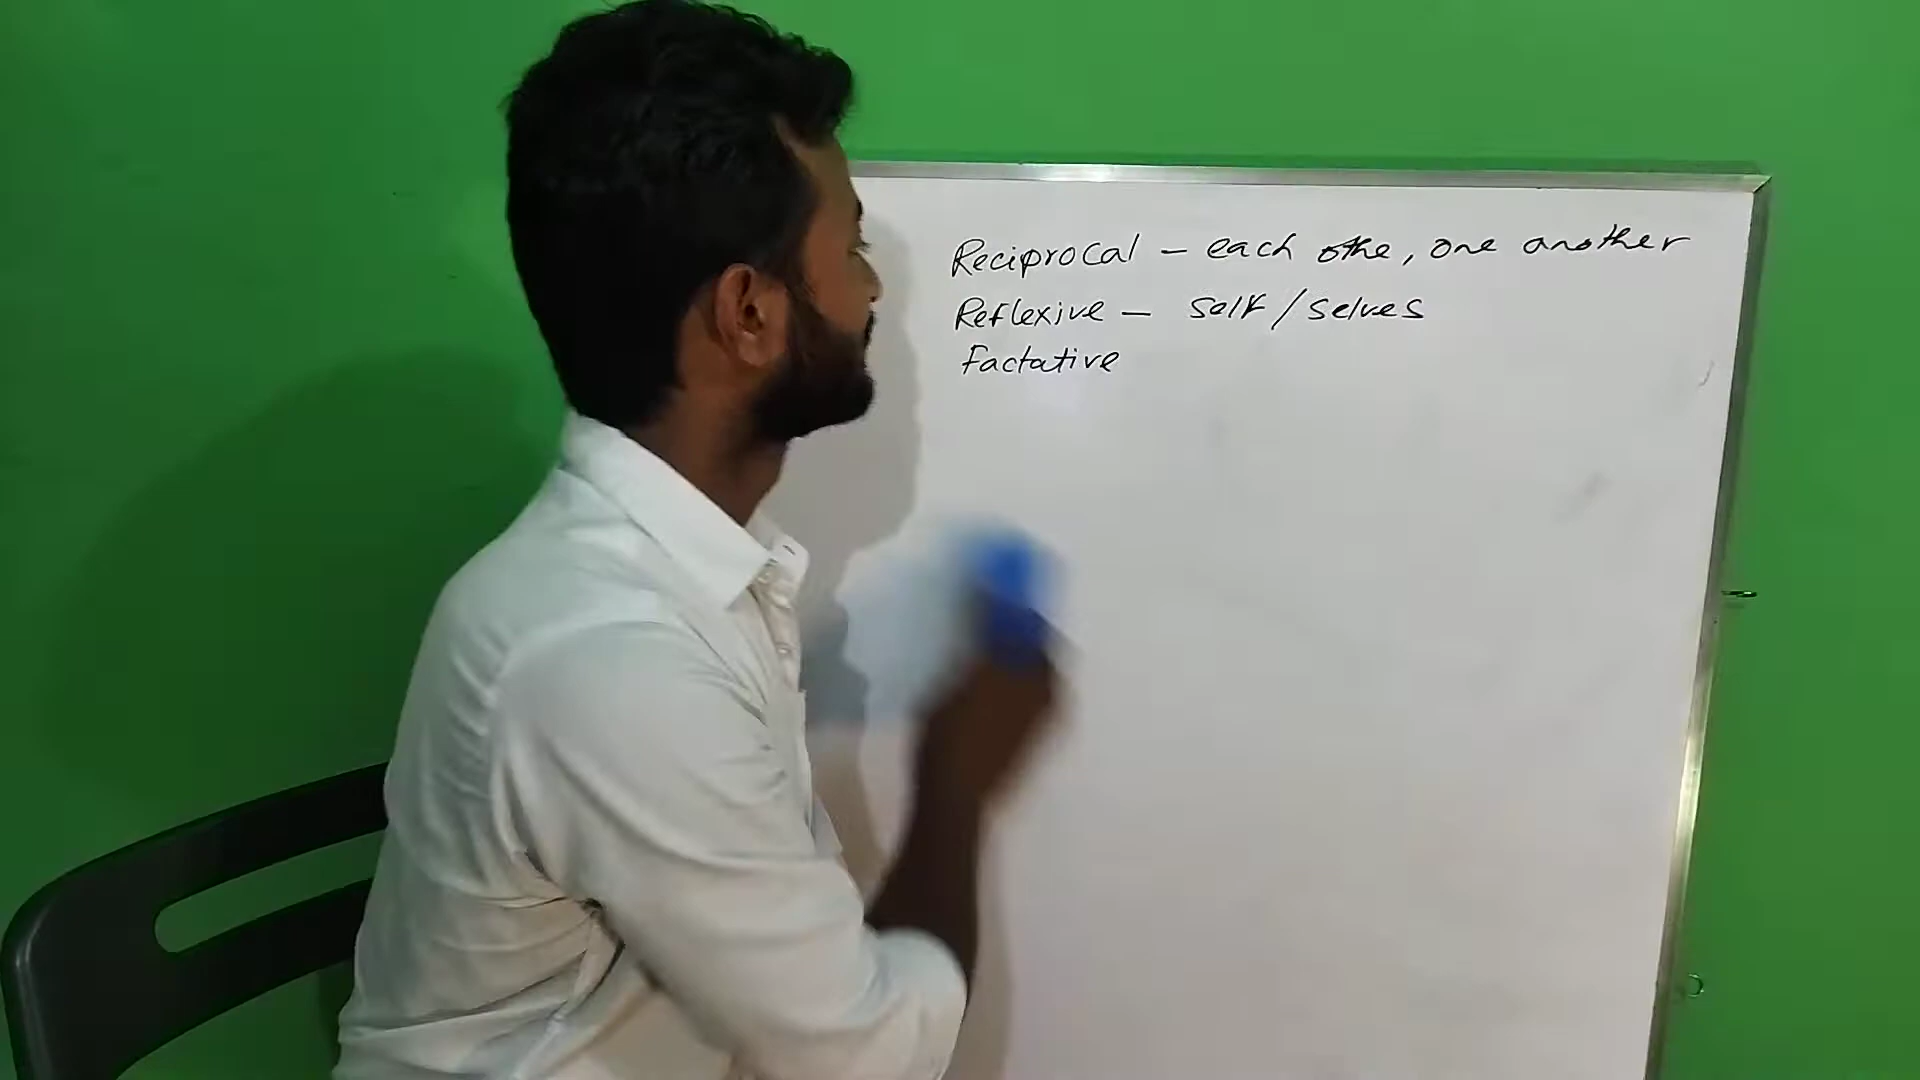 Reciprocal - each othe, one another
Reflexive - self/selves
Factative